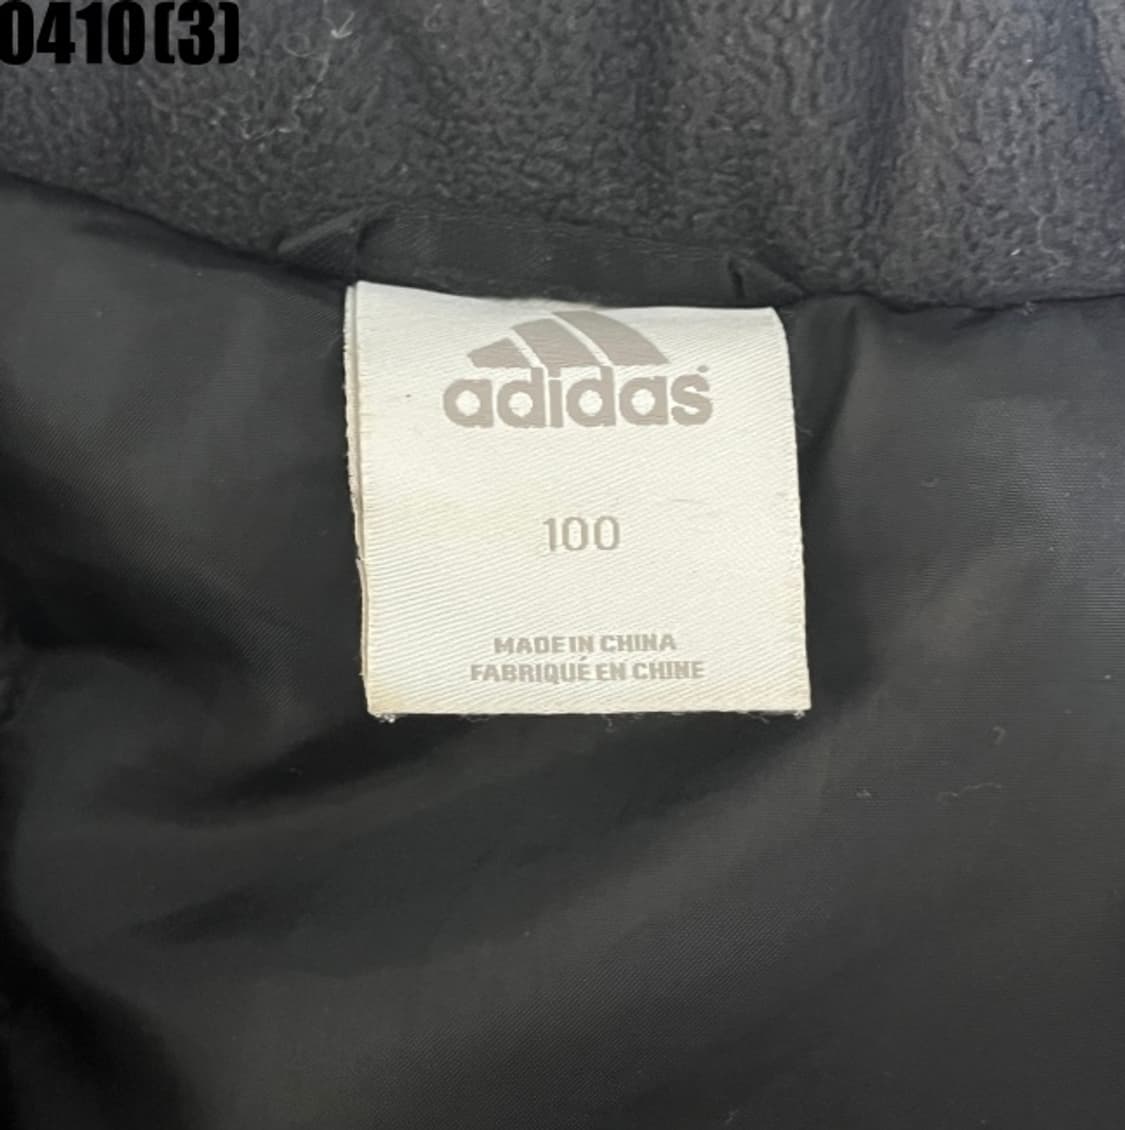 0410(3)
adidas
100
MADE IN CHINA
FABRIQUÉ EN CHINE